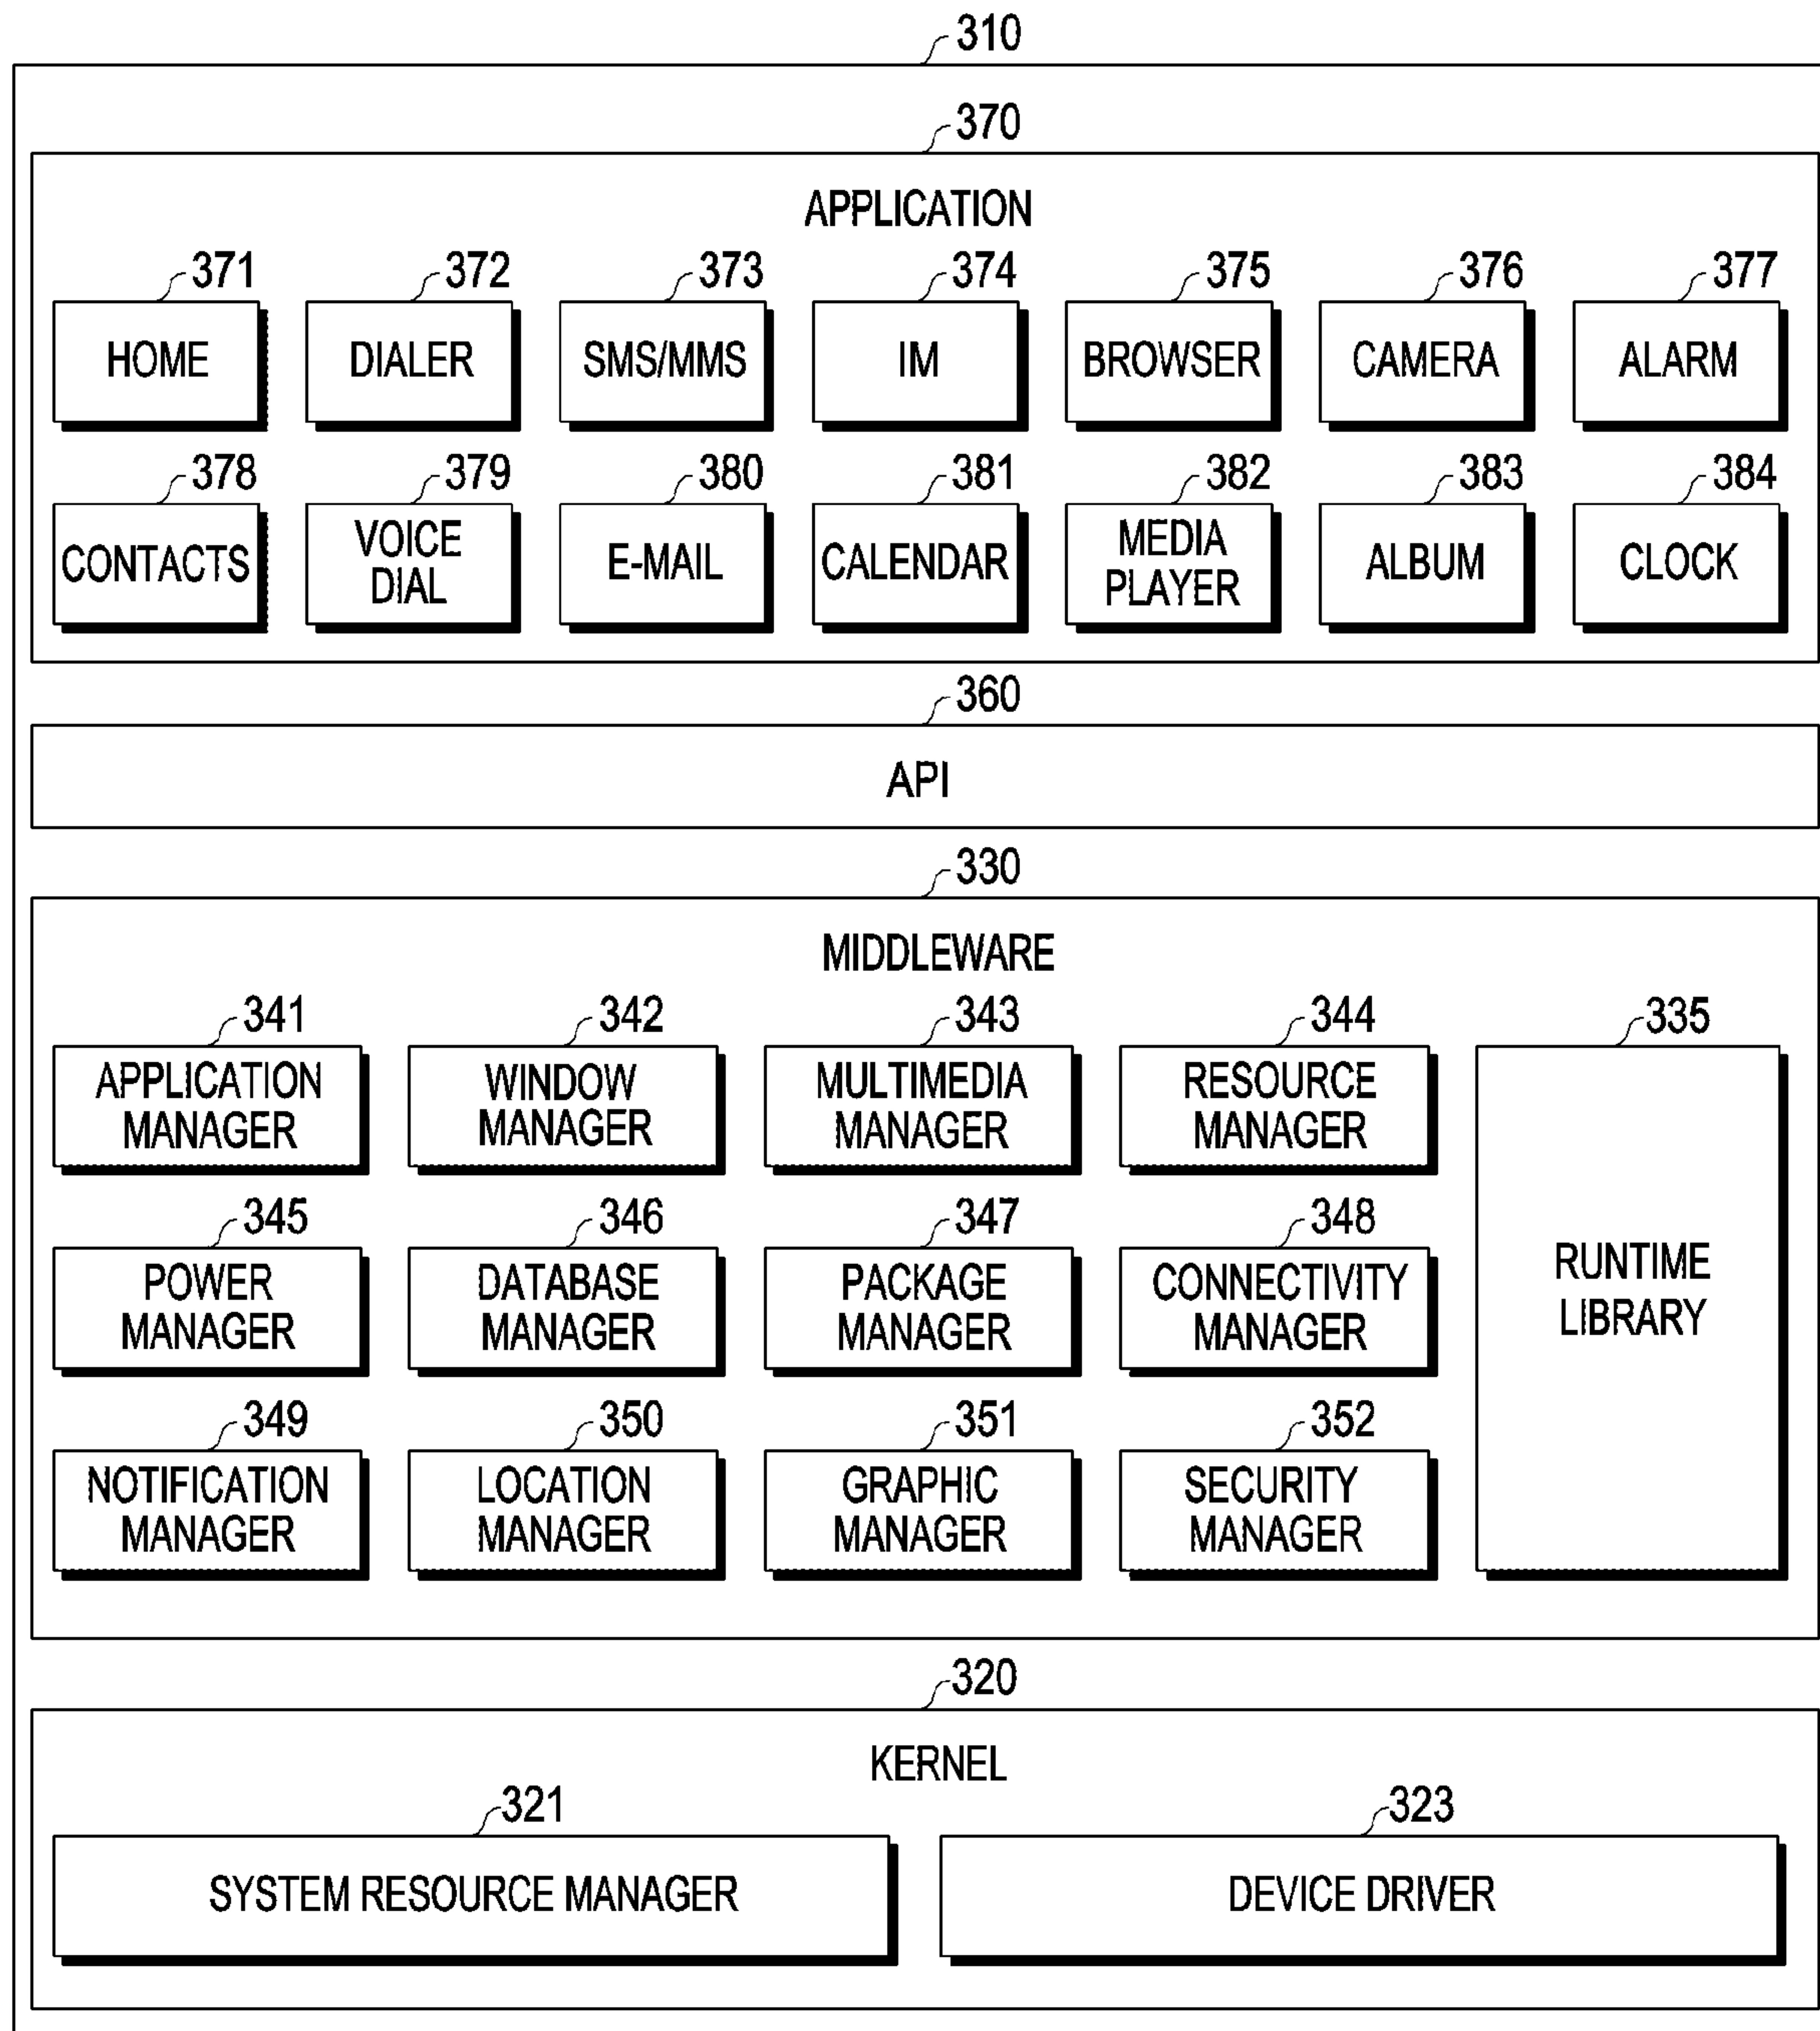 310
370
APPLICATION
371 372 373 374 375 376 377
HOME DIALER SMS/MMS IM BROWSER CAMERA ALARM
378 379 380 381 382 383 384
CONTACTS VOICE DIAL E-MAIL CALENDAR MEDIA PLAYER ALBUM CLOCK
360
API
330
MIDDLEWARE
341 342 343 344 335
APPLICATION MANAGER WINDOW MANAGER MULTIMEDIA MANAGER RESOURCE MANAGER
345 346 347 348
POWER MANAGER DATABASE MANAGER PACKAGE MANAGER CONNECTIVITY MANAGER RUNTIME LIBRARY
349 350 351 352
NOTIFICATION MANAGER LOCATION MANAGER GRAPHIC MANAGER SECURITY MANAGER
320
KERNEL
321 323
SYSTEM RESOURCE MANAGER DEVICE DRIVER